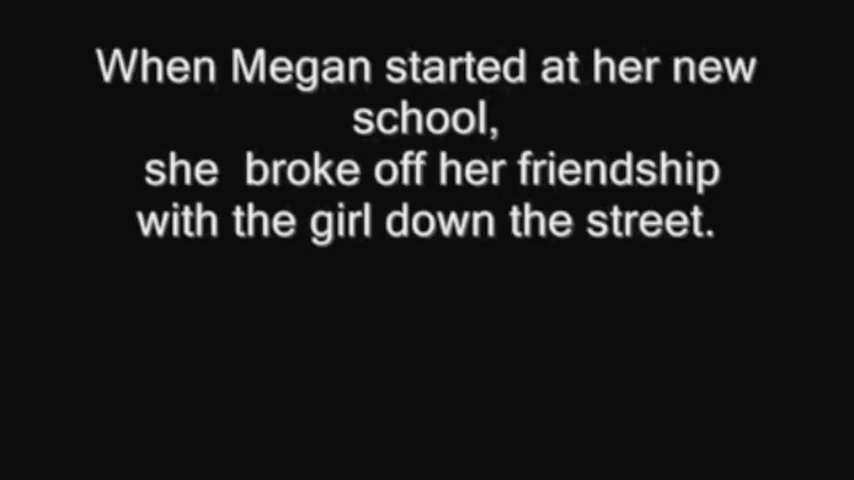 When Megan started at her new
school,
she broke off her friendship
with the girl down the street.